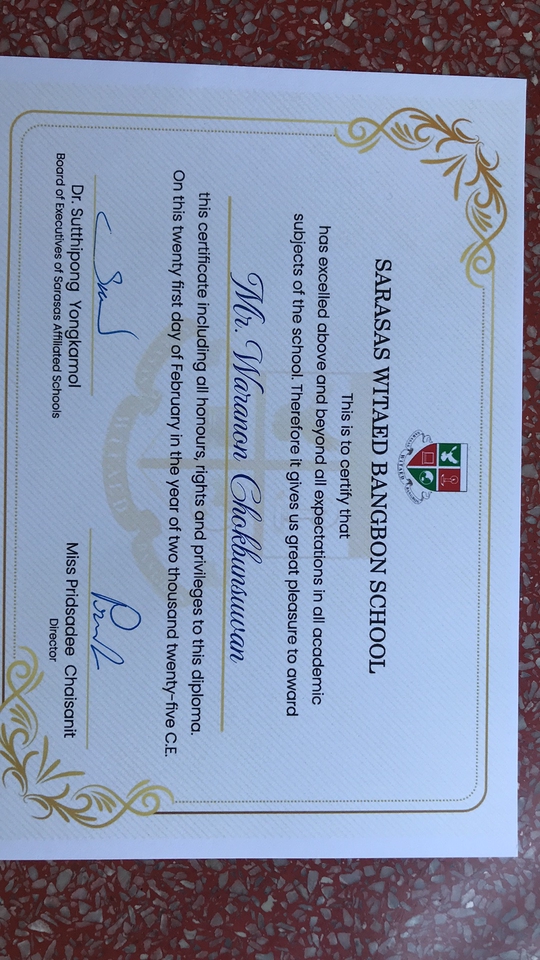 SARASAS WITAED BANGBON SCHOOL
This is to certify that
has excelled above and beyond all expectations in all academic
subjects of the school. Therefore it gives us great pleasure to award
Mr. Waranon Chokbunsuwan
this certificate including all honours, rights and privileges to this diploma.
On this twenty first day of February in the year of two thousand twenty-five C.E.
Dr. Sutthipong Yongkamol
Board of Executives of Sarasas Affiliated Schools
Miss Pridsadee Chaisanit
Director